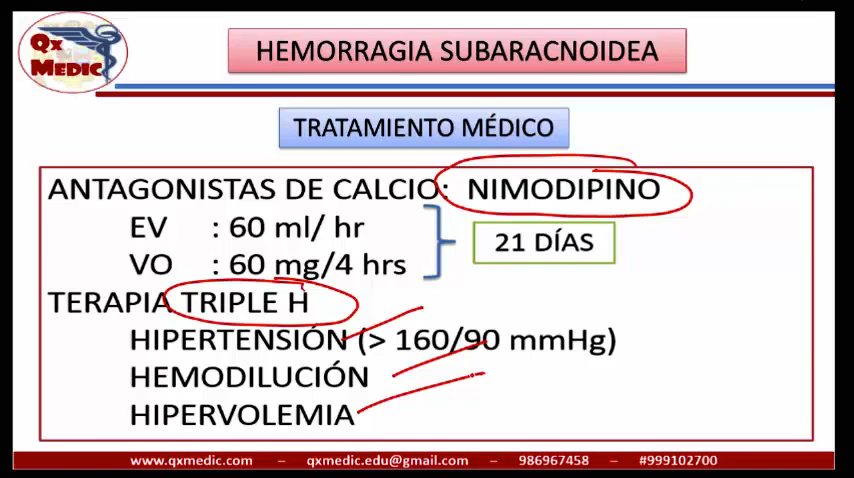 Qx
MEDIC
HEMORRAGIA SUBARACNOIDEA
TRATAMIENTO MÉDICO
ANTAGONISTAS DE CALCIO: NIMODIPINO
EV : 60 ml/ hr
VO : 60 mg/4 hrs
21 DÍAS
TERAPIA TRIPLE H
HIPERTENSIÓN (> 160/90 mmHg)
HEMODILUCIÓN
HIPERVOLEMIA
www.qxmedic.com – qxmedic.edu@gmail.com – 986967458 – #999102700